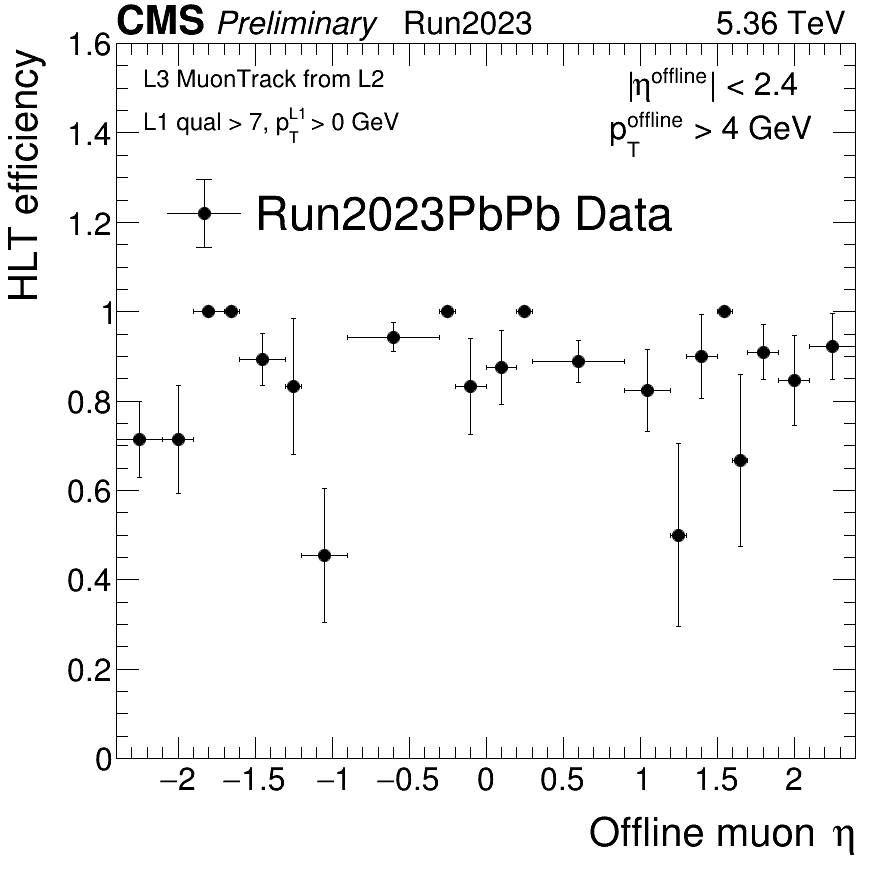 CMS Preliminary Run2023 5.36 TeV
L3 MuonTrack from L2
L1 qual > 7, p_T^L1 > 0 GeV
|η^offline| < 2.4
p_T^offline > 4 GeV
Run2023PbPb Data
HLT efficiency
1.6
1.4
1.2
1
0.8
0.6
0.4
0.2
0
−2 −1.5 −1 −0.5 0 0.5 1 1.5 2
Offline muon η